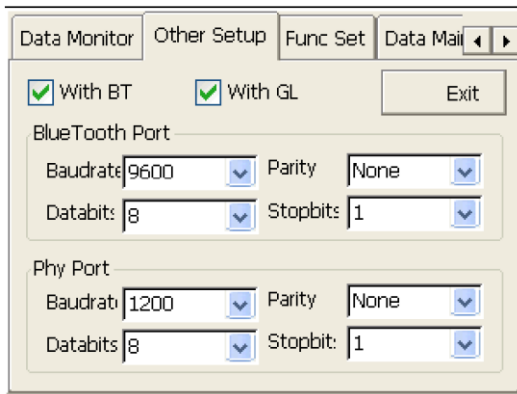 Data Monitor Other Setup Func Set Data Mai
With BT With GL Exit
BlueTooth Port
Baudrate 9600 Parity None
Databits 8 Stopbits 1
Phy Port
Baudrat 1200 Parity None
Databits 8 Stopbit: 1